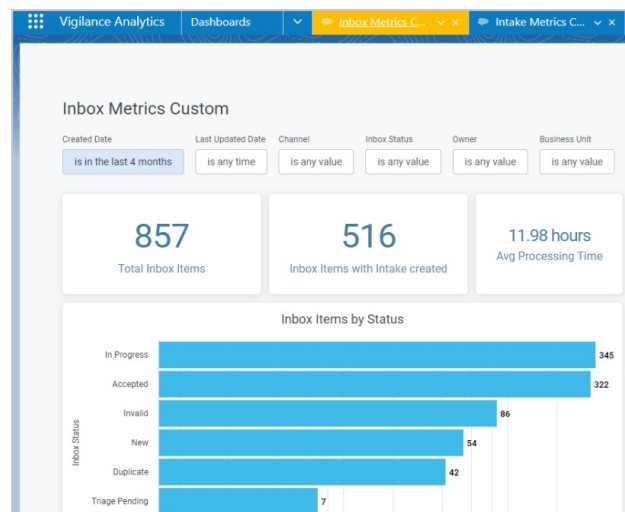 Vigilance Analytics Dashboards Inbox Metrics C... Intake Metrics C...
Inbox Metrics Custom
Created Date Last Updated Date Channel Inbox Status Owner Business Unit
is in the last 4 months is any time is any value is any value is any value is any value
857 516 11.98 hours
Total Inbox Items Inbox Items with Intake created Avg Processing Time
Inbox Items by Status
Inbox Status
In Progress 345
Accepted 322
Invalid 86
New 54
Duplicate 42
Triage Pending 7